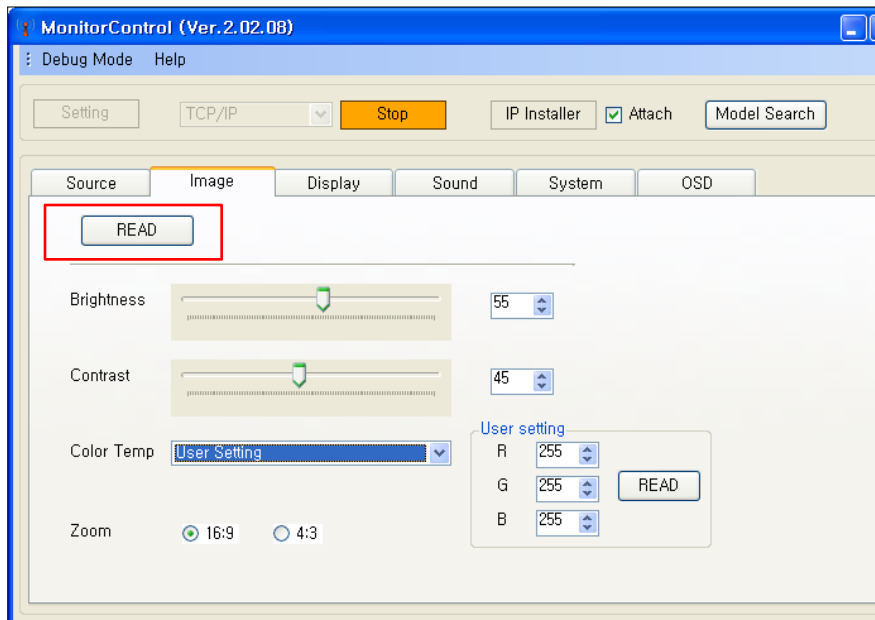 MonitorControl (Ver.2.02.08)
Debug Mode Help
Setting TCP/IP Stop IP Installer Attach Model Search
Source Image Display Sound System OSD
READ
Brightness 55
Contrast 45
User setting
Color Temp User Setting R 255
G 255 READ
B 255
Zoom 16:9 4:3